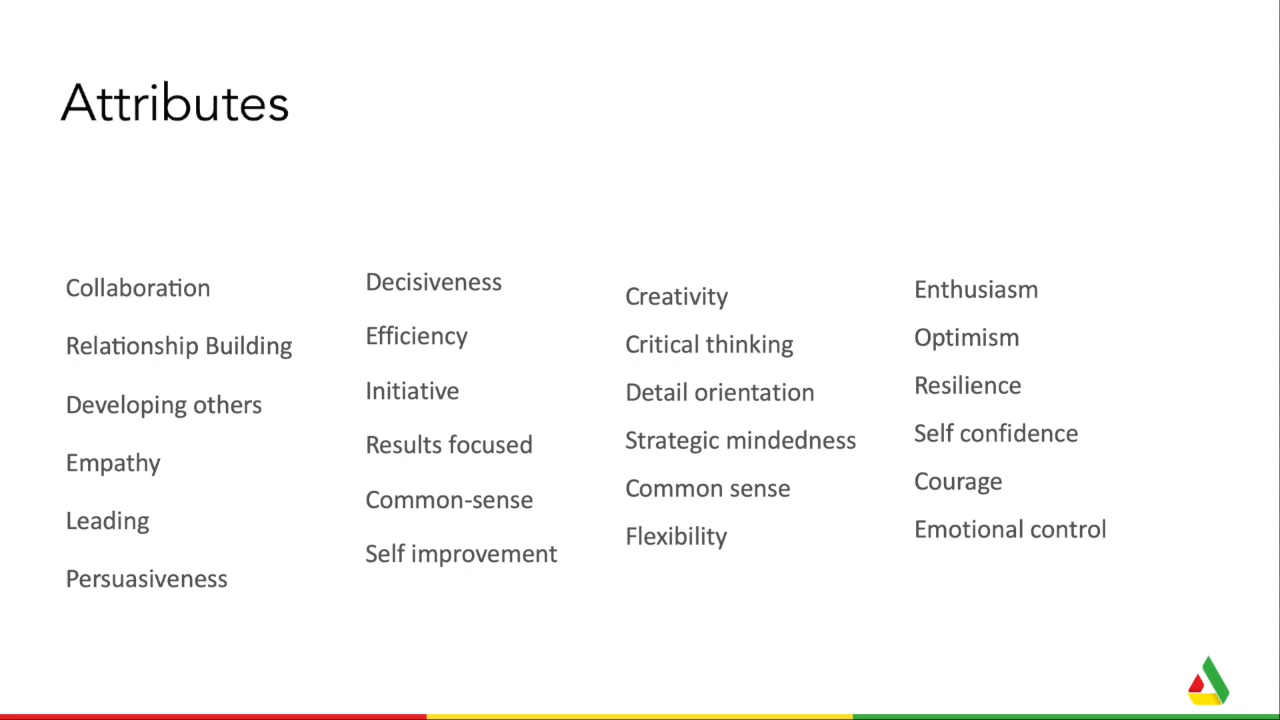 Attributes
Collaboration
Relationship Building
Developing others
Empathy
Leading
Persuasiveness
Decisiveness
Efficiency
Initiative
Results focused
Common-sense
Self improvement
Creativity
Critical thinking
Detail orientation
Strategic mindedness
Common sense
Flexibility
Enthusiasm
Optimism
Resilience
Self confidence
Courage
Emotional control